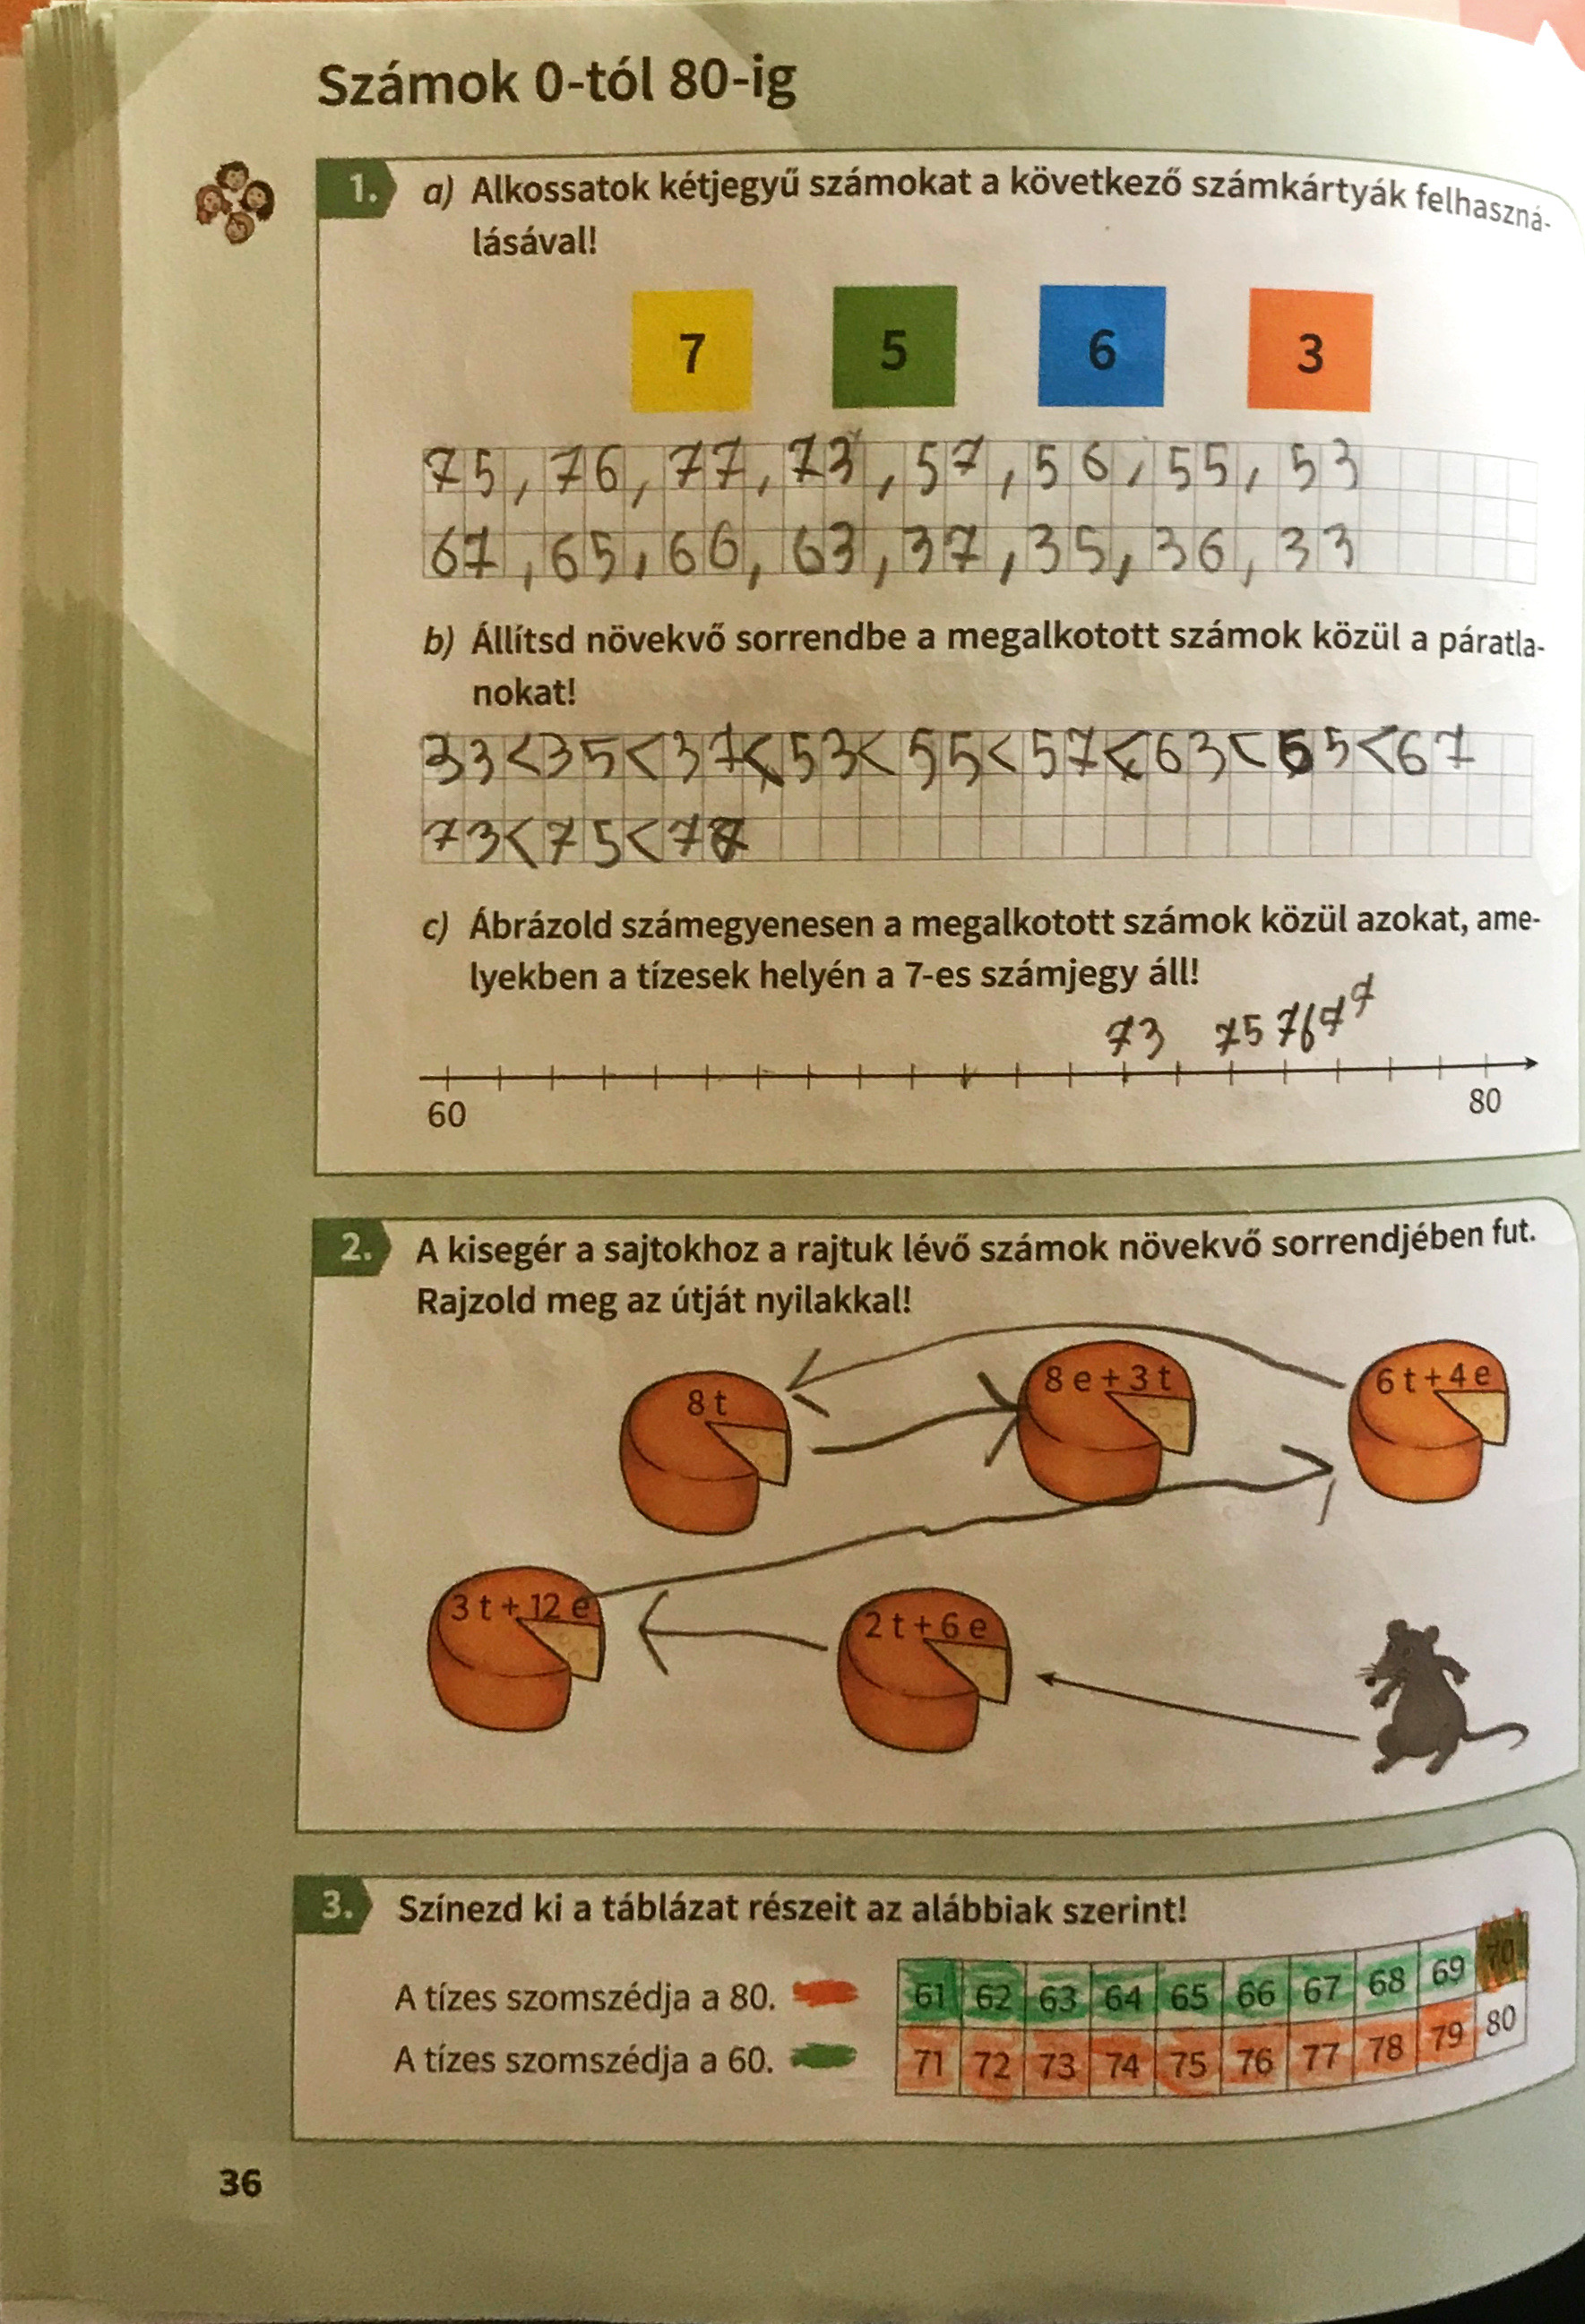 Számok 0-tól 80-ig
1. a) Alkossatok kétjegyű számokat a következő számkártyák felhaszná-
lásával!
7 5 6 3
75, 76, 77, 73, 57, 56, 55, 53
67, 65, 66, 63, 37, 35, 36, 33
b) Állítsd növekvő sorrendbe a megalkotott számok közül a páratla-
nokat!
33<35<37<53<55<57<63<65<67
73<75<77
c) Ábrázold számegyenesen a megalkotott számok közül azokat, ame-
lyekben a tízesek helyén a 7-es számjegy áll!
73 75 76 77
60 80
2. A kisegér a sajtokhoz a rajtuk lévő számok növekvő sorrendjében fut.
Rajzold meg az útját nyilakkal!
8 t 8 e + 3 t 6 t + 4 e
3 t + 12 e 2 t + 6 e
3. Színezd ki a táblázat részeit az alábbiak szerint!
A tízes szomszédja a 80.
61 62 63 64 65 66 67 68 69 70
A tízes szomszédja a 60.
71 72 73 74 75 76 77 78 79 80
36